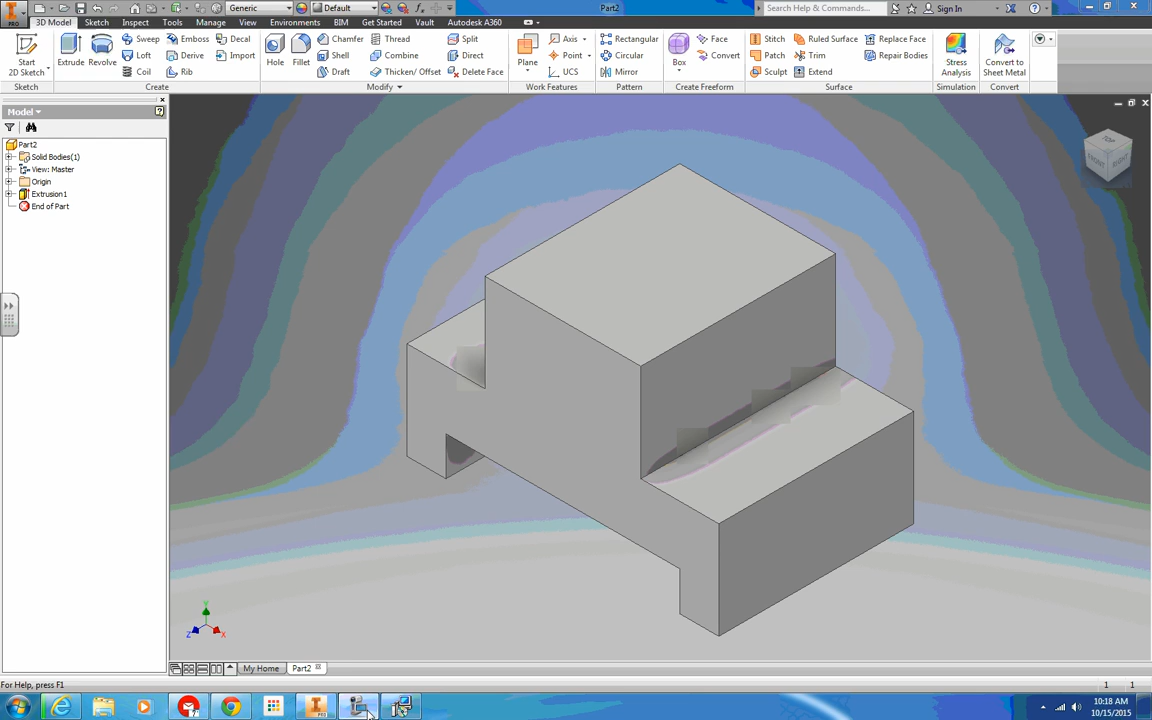 Generic
Default
Part2
Search Help & Commands...
Sign In
PRO
3D Model Sketch Inspect Tools Manage View Environments BIM Get Started Vault Autodesk A360
Start
2D Sketch
Extrude
Revolve
Sweep
Loft
Coil
Emboss
Derive
Rib
Decal
Import
Hole
Fillet
Chamfer
Shell
Draft
Thread
Combine
Thicken/ Offset
Split
Direct
Delete Face
Plane
Axis
Point
UCS
Rectangular
Circular
Mirror
Box
Face
Convert
Stitch
Patch
Sculpt
Ruled Surface
Trim
Extend
Replace Face
Repair Bodies
Stress
Analysis
Convert to
Sheet Metal
Sketch Create Modify Work Features Pattern Create Freeform Surface Simulation Convert
Model
Part2
Solid Bodies(1)
View: Master
Origin
Extrusion1
End of Part
TOP
FRONT
RIGHT
Y
Z
X
My Home Part2
For Help, press F1
1 1
PRO
10:18 AM
10/15/2015